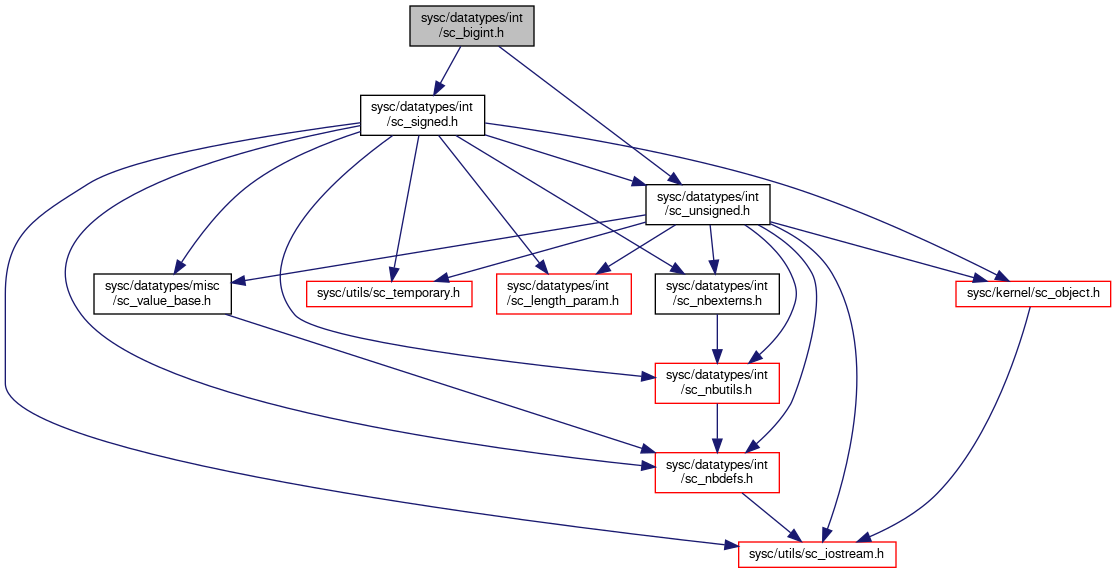 sysc/datatypes/int
/sc_bigint.h
sysc/datatypes/int
/sc_signed.h
sysc/datatypes/int
/sc_unsigned.h
sysc/datatypes/misc
/sc_value_base.h
sysc/utils/sc_temporary.h
sysc/datatypes/int
/sc_length_param.h
sysc/datatypes/int
/sc_nbexterns.h
sysc/kernel/sc_object.h
sysc/datatypes/int
/sc_nbutils.h
sysc/datatypes/int
/sc_nbdefs.h
sysc/utils/sc_iostream.h